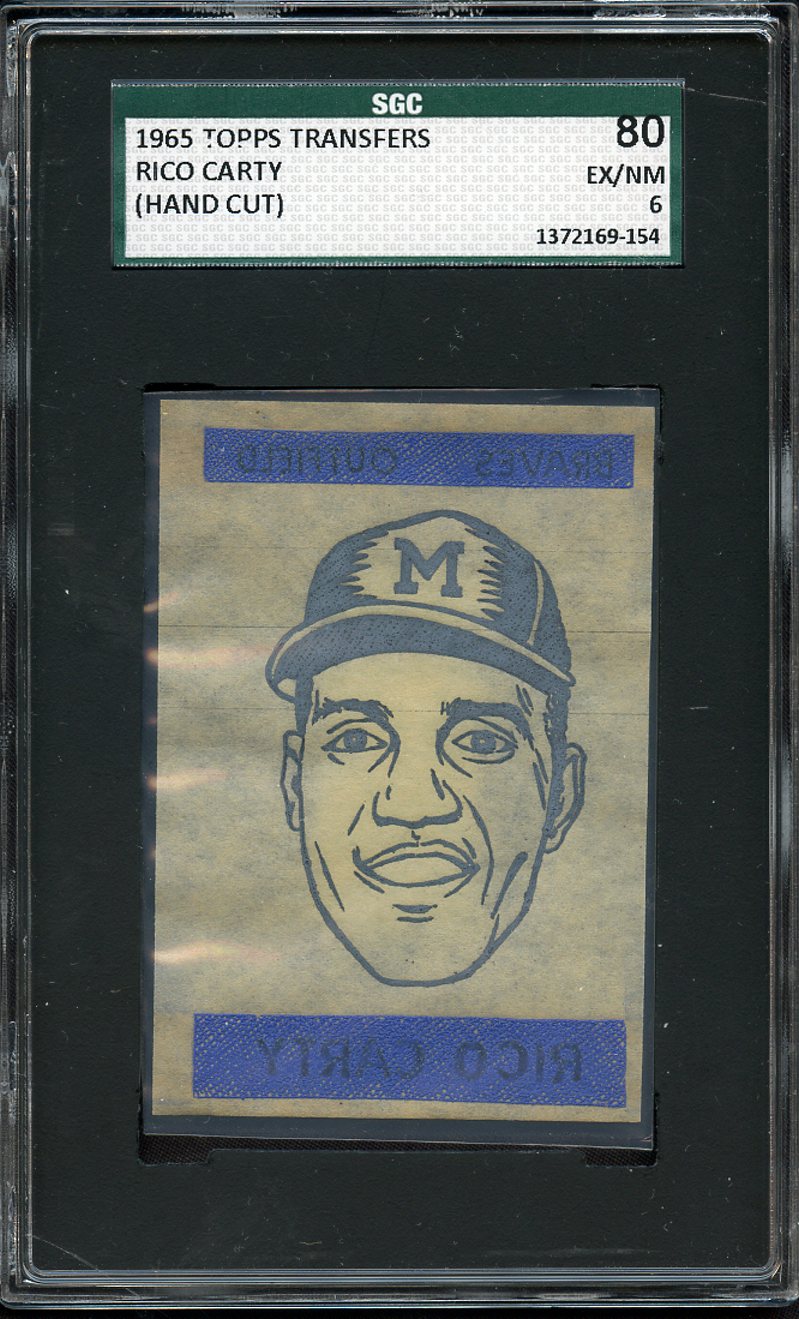 SGC
1965 TOPPS TRANSFERS
80
RICO CARTY
EX/NM
(HAND CUT)
6
1372169-154
BRAVES OUTFIELD
M
RICO CARTY